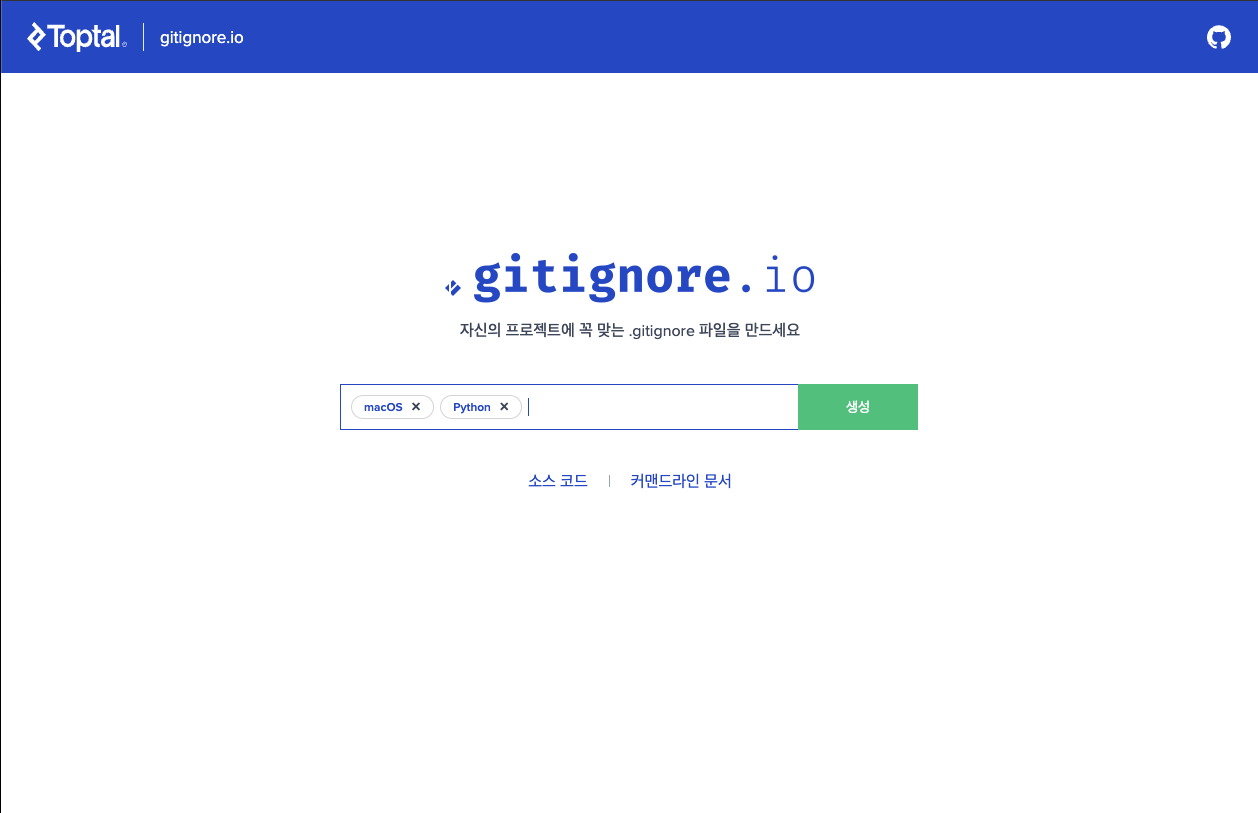 Toptal® gitignore.io
.gitignore.io
자신의 프로젝트에 꼭 맞는 .gitignore 파일을 만드세요
macOS × Python × 생성
소스 코드 | 커맨드라인 문서